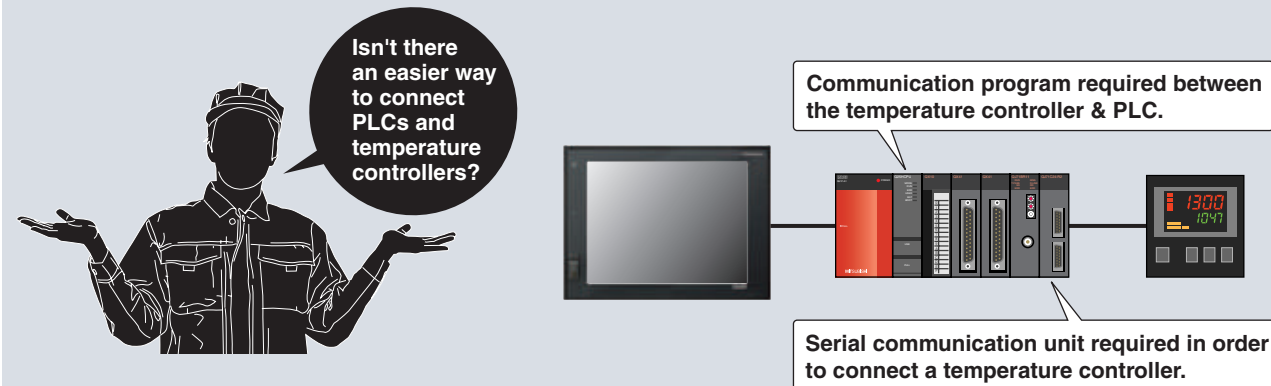 Isn't there
an easier way
to connect
PLCs and
temperature
controllers?
Communication program required between
the temperature controller & PLC.
1300
1047
Serial communication unit required in order
to connect a temperature controller.